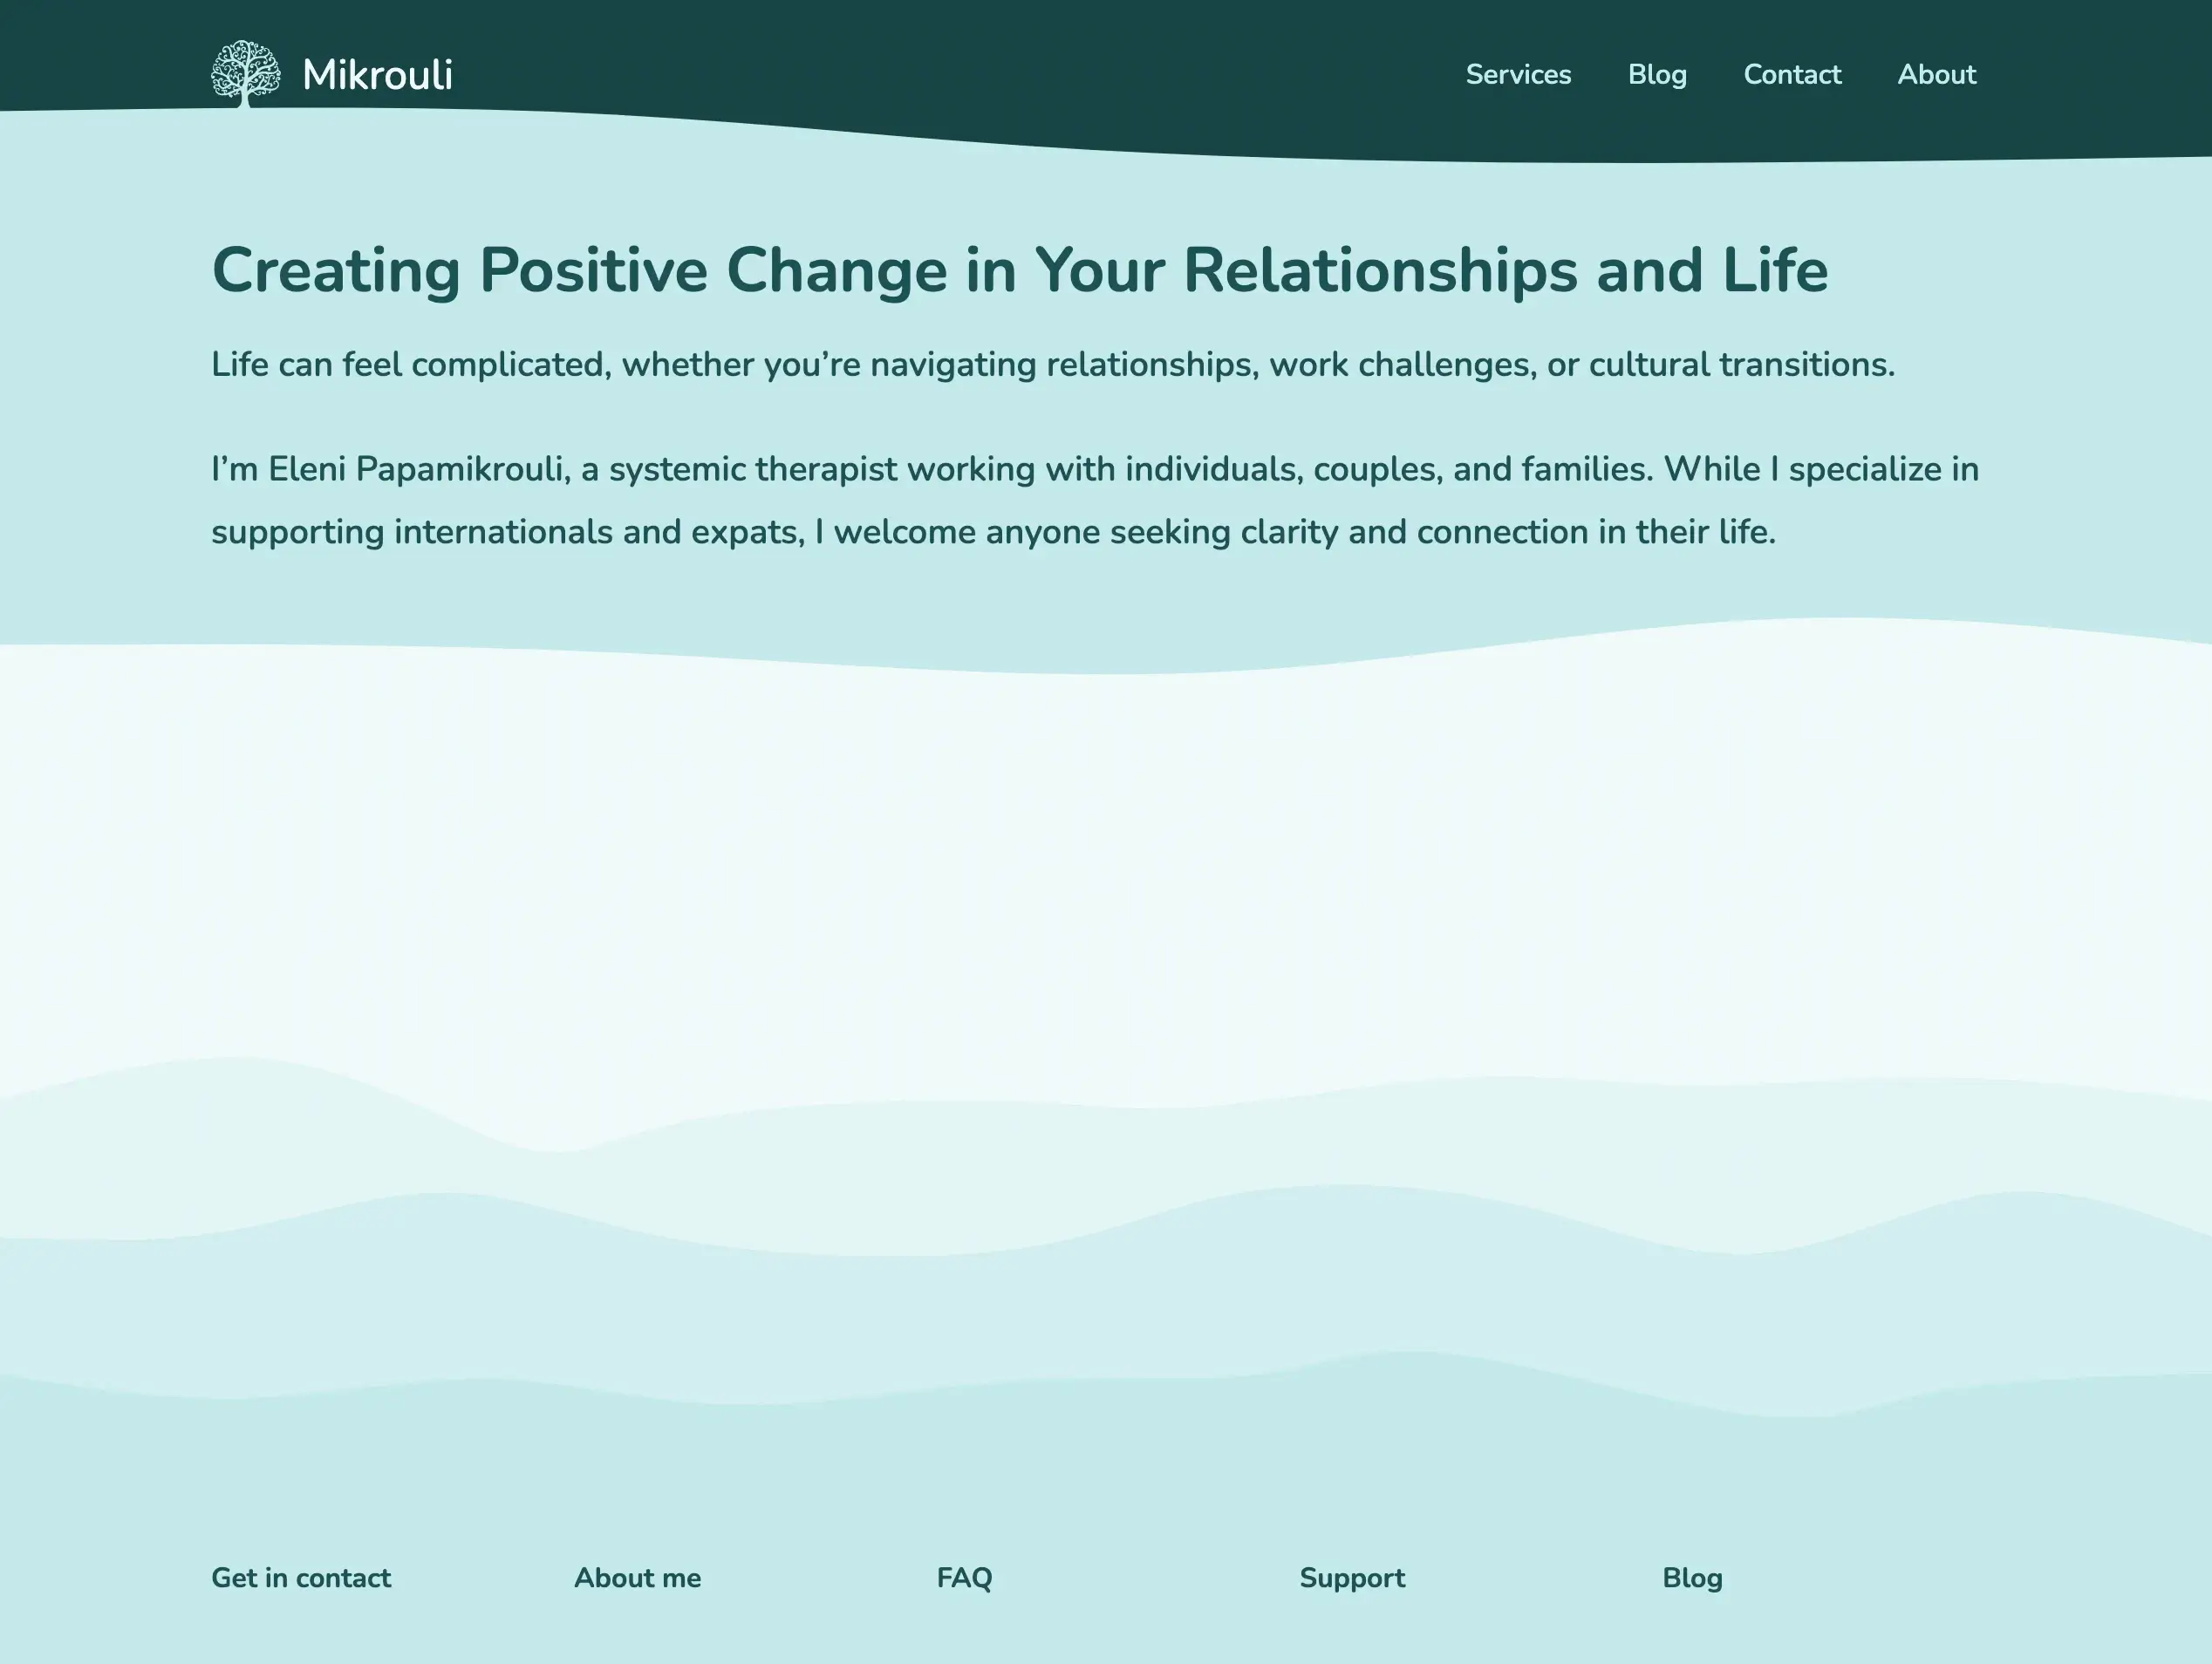 Mikrouli
Services Blog Contact About
Creating Positive Change in Your Relationships and Life
Life can feel complicated, whether you’re navigating relationships, work challenges, or cultural transitions.
I’m Eleni Papamikrouli, a systemic therapist working with individuals, couples, and families. While I specialize in
supporting internationals and expats, I welcome anyone seeking clarity and connection in their life.
Get in contact About me FAQ Support Blog